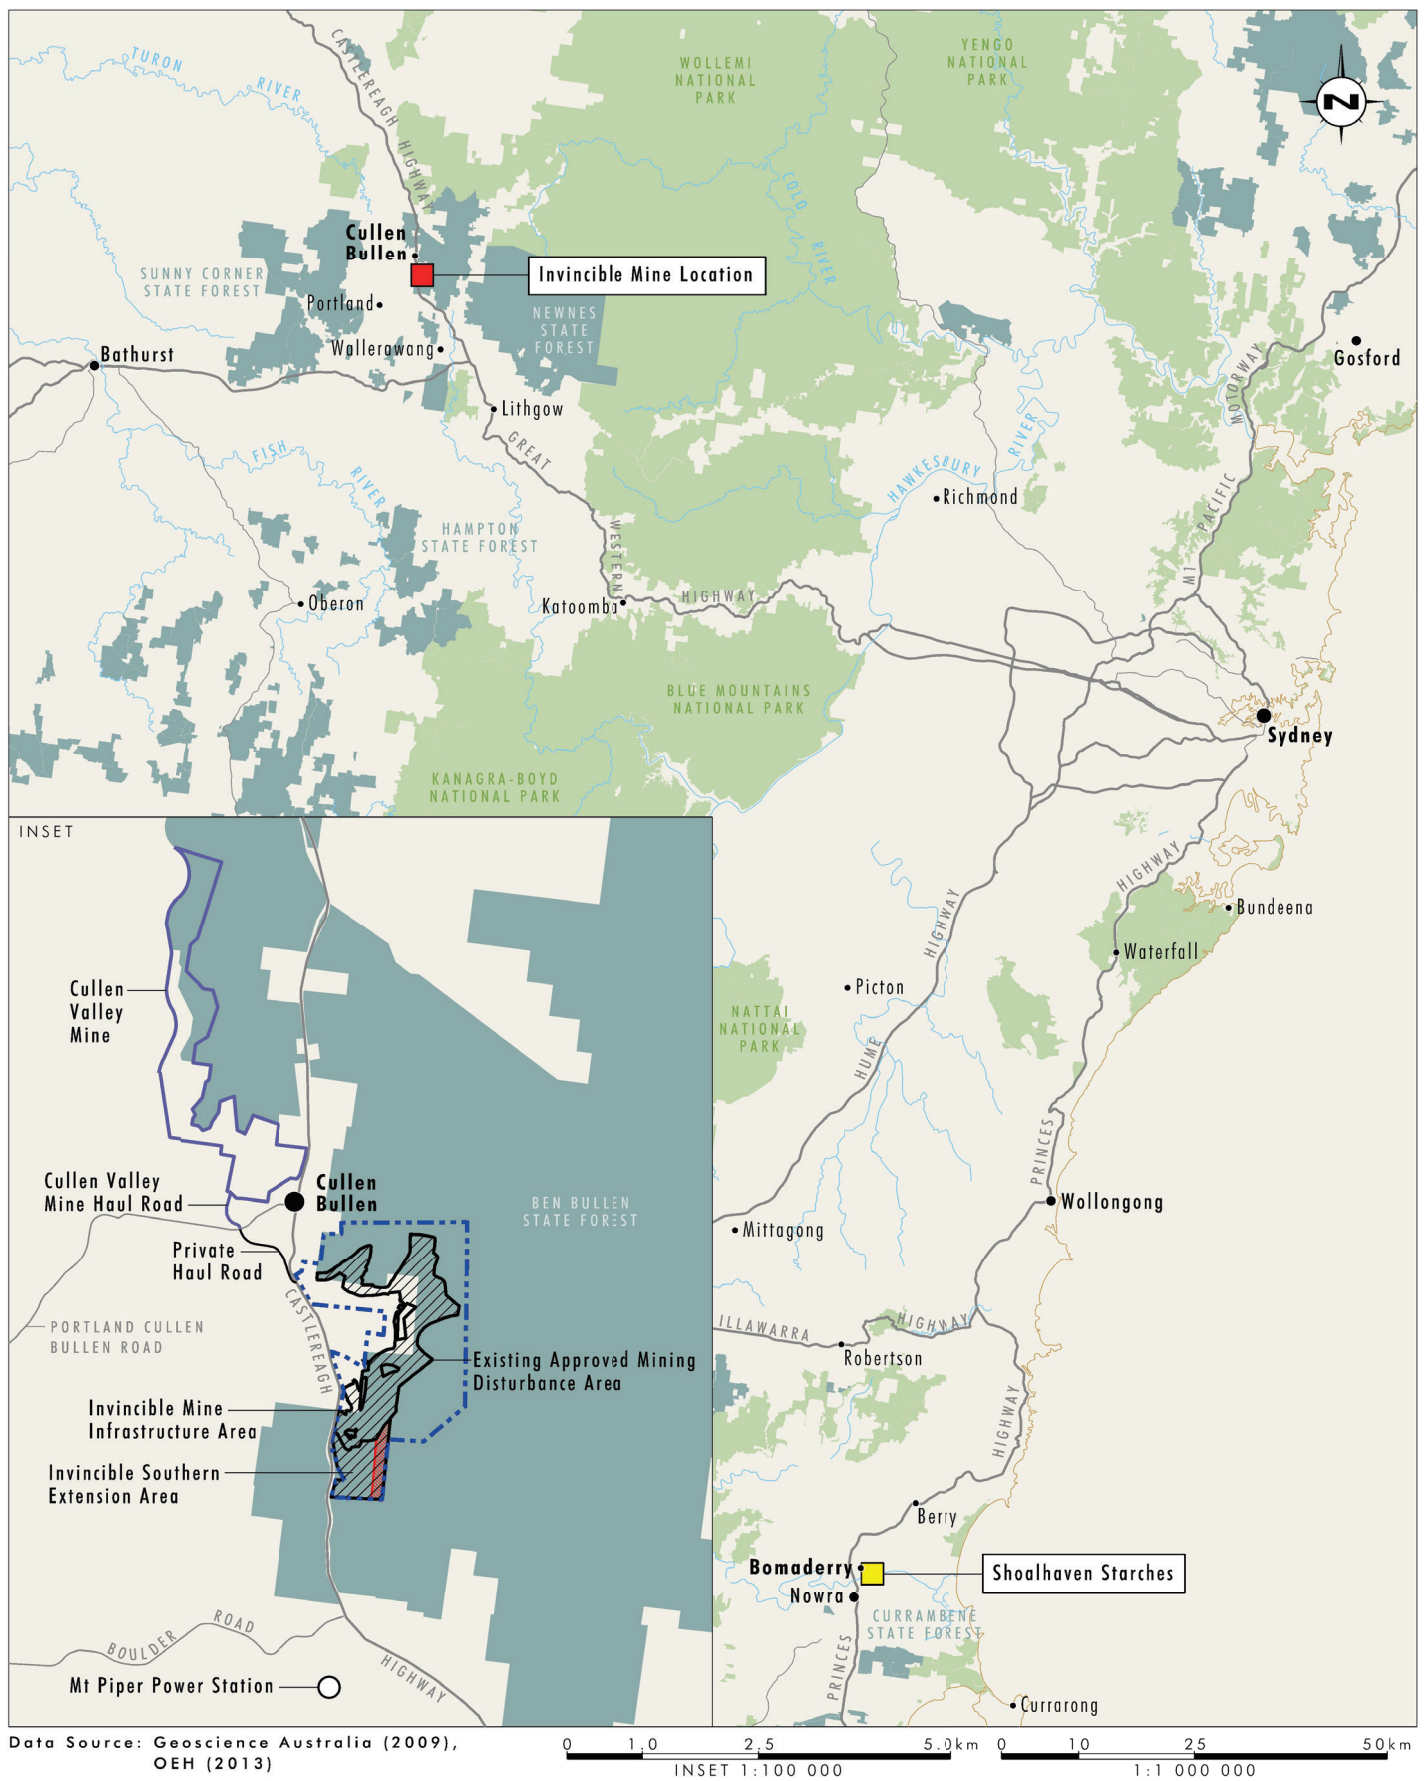 TURON
RIVER
CASTLEREAGH HIGHWAY
WOLLEMI
NATIONAL
PARK
YENGO
NATIONAL
PARK
N
COLO
RIVER
Cullen
Bullen
Invincible Mine Location
SUNNY CORNER
STATE FOREST
Portland
NEWNES
STATE
FOREST
Wallerawang
Bathurst
Gosford
MOTORWAY
Lithgow
GREAT
FISH
RIVER
RIVER
HAWKESBURY
Richmond
PACIFIC
M1
HAMPTON
STATE FOREST
WESTERN
HIGHWAY
Oberon
Katoomba
BLUE MOUNTAINS
NATIONAL PARK
Sydney
KANAGRA-BOYD
NATIONAL PARK
INSET
HIGHWAY
Bundeena
HIGHWAY
Waterfall
Cullen
Valley
Mine
Picton
NATTAI
NATIONAL
PARK
HUME
PRINCES
Cullen Valley
Mine Haul Road
Cullen
Bullen
BEN BULLEN
STATE FOREST
Wollongong
Mittagong
Private
Haul Road
CASTLEREAGH
PORTLAND CULLEN
BULLEN ROAD
ILLAWARRA
HIGHWAY
Robertson
Existing Approved Mining
Disturbance Area
Invincible Mine
Infrastructure Area
HIGHWAY
Invincible Southern
Extension Area
Berry
Bomaderry
Shoalhaven Starches
Nowra
CURRAMBENE
STATE FOREST
BOULDER
ROAD
HIGHWAY
PRINCES
Mt Piper Power Station
Currarong
Data Source: Geoscience Australia (2009),
OEH (2013)
0 1.0 2.5 5.0km
INSET 1:100 000
0 10 25 50km
1:1 000 000